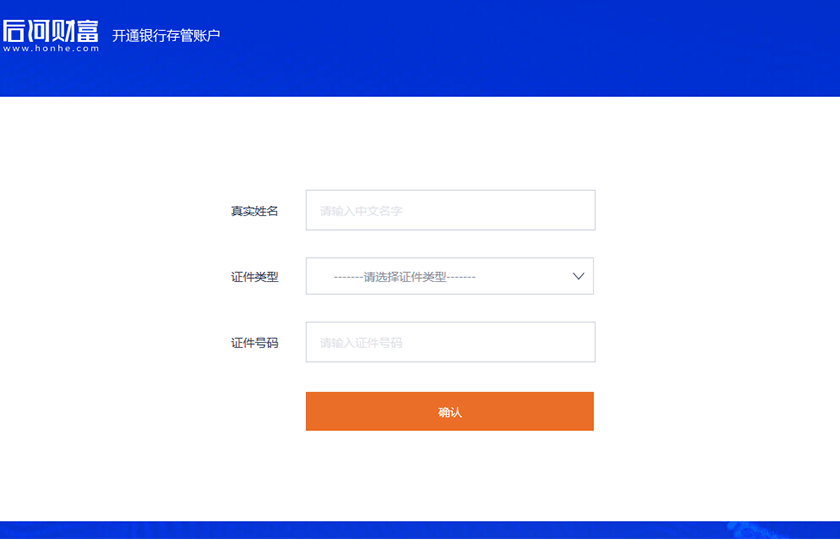 后河财富 开通银行存管账户
www.honhe.com
真实姓名 请输入中文名字
证件类型 -------请选择证件类型-------
证件号码 请输入证件号码
确认